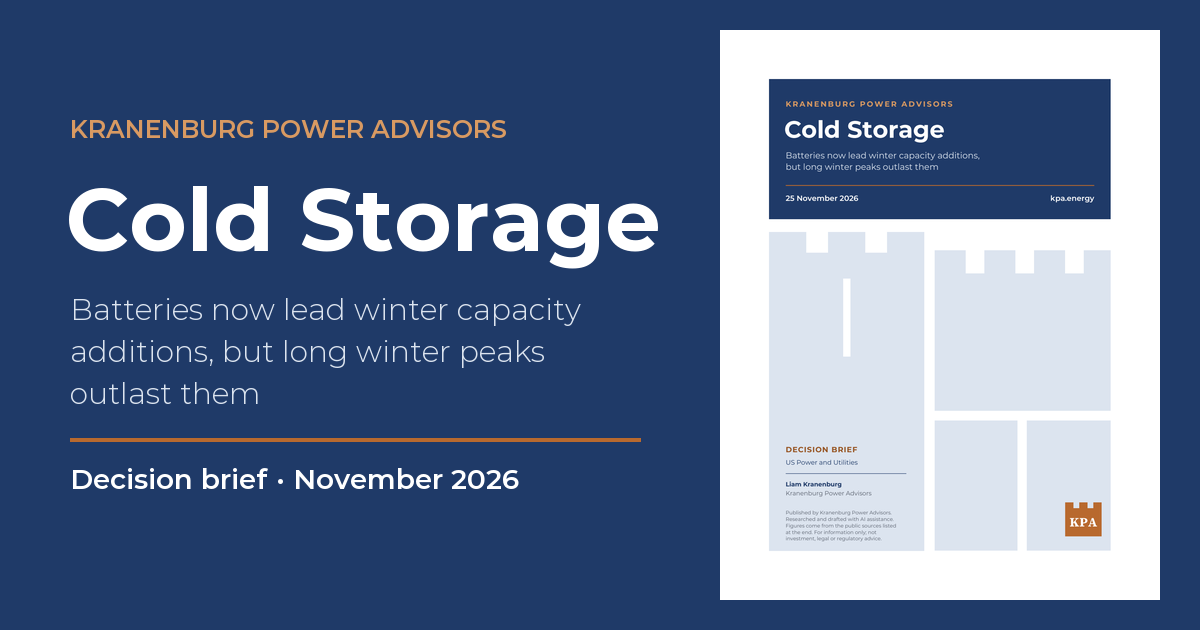 KRANENBURG POWER ADVISORS
Cold Storage
Batteries now lead winter capacity
additions, but long winter peaks
outlast them
Decision brief · November 2026
KRANENBURG POWER ADVISORS
Cold Storage
Batteries now lead winter capacity additions,
but long winter peaks outlast them
25 November 2026
kpa.energy
DECISION BRIEF
US Power and Utilities
Liam Kranenburg
Kranenburg Power Advisors
Published by Kranenburg Power Advisors.
Researched and drafted with AI assistance.
Figures come from the public sources listed
at the end. For information only; not
investment, legal or regulatory advice.
KPA